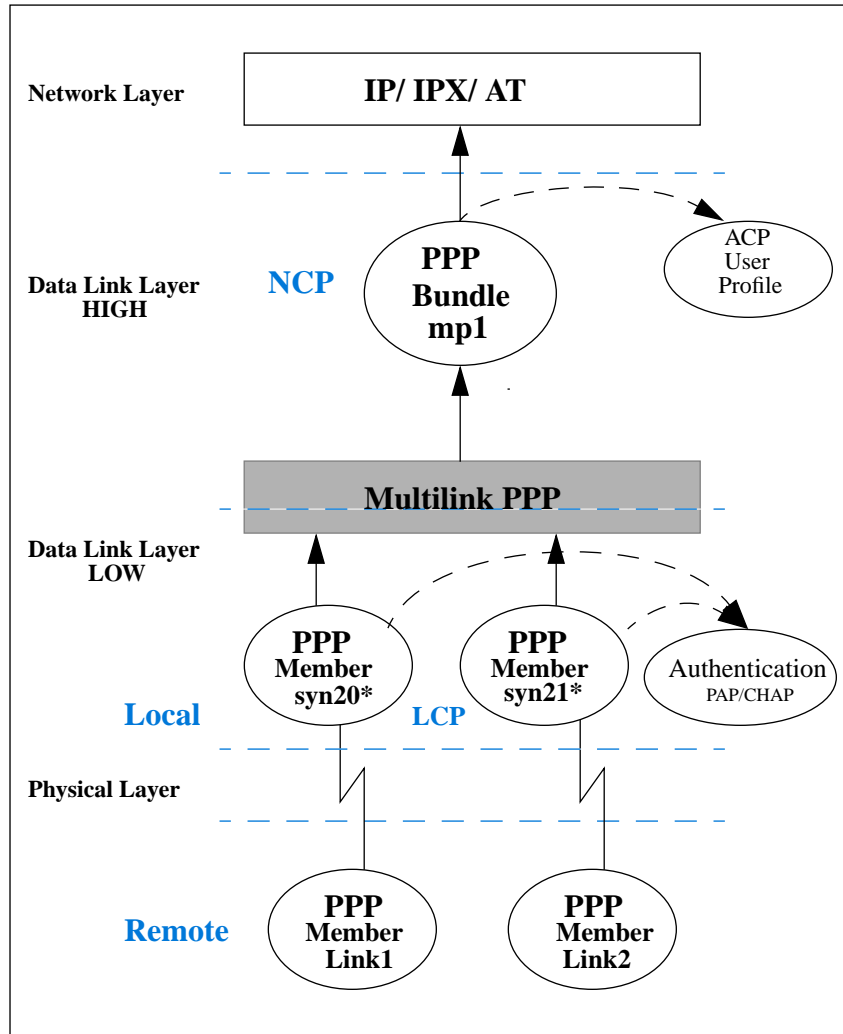 Network Layer
IP/ IPX/ AT
Data Link Layer
HIGH
NCP
PPP
Bundle
mp1
ACP
User
Profile
Multilink PPP
Data Link Layer
LOW
PPP
Member
syn20*
PPP
Member
syn21*
Authentication
PAP/CHAP
Local
LCP
Physical Layer
Remote
PPP
Member
Link1
PPP
Member
Link2